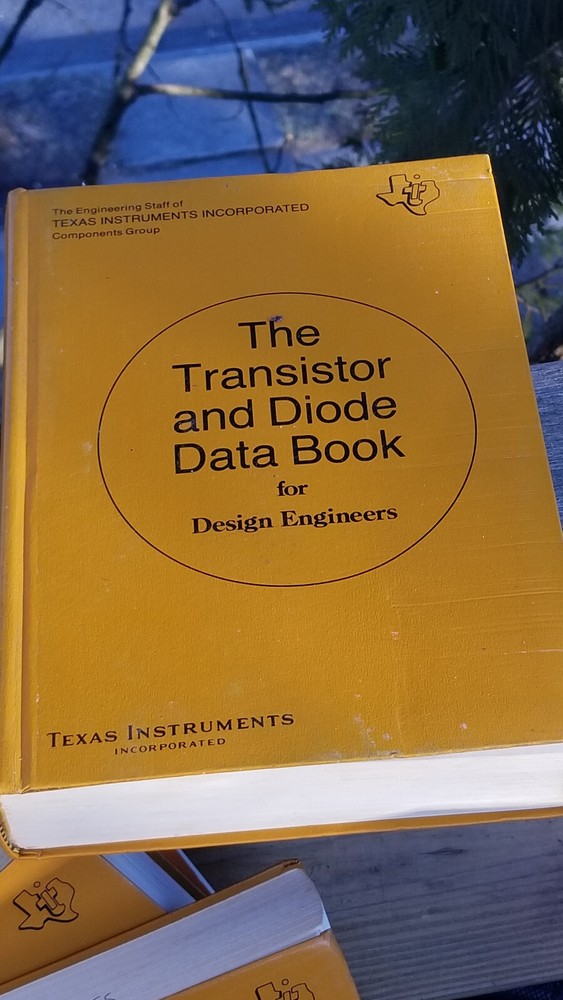 The Engineering Staff of
TEXAS INSTRUMENTS INCORPORATED
Components Group
The
Transistor
and Diode
Data Book
for
Design Engineers
TEXAS INSTRUMENTS
INCORPORATED